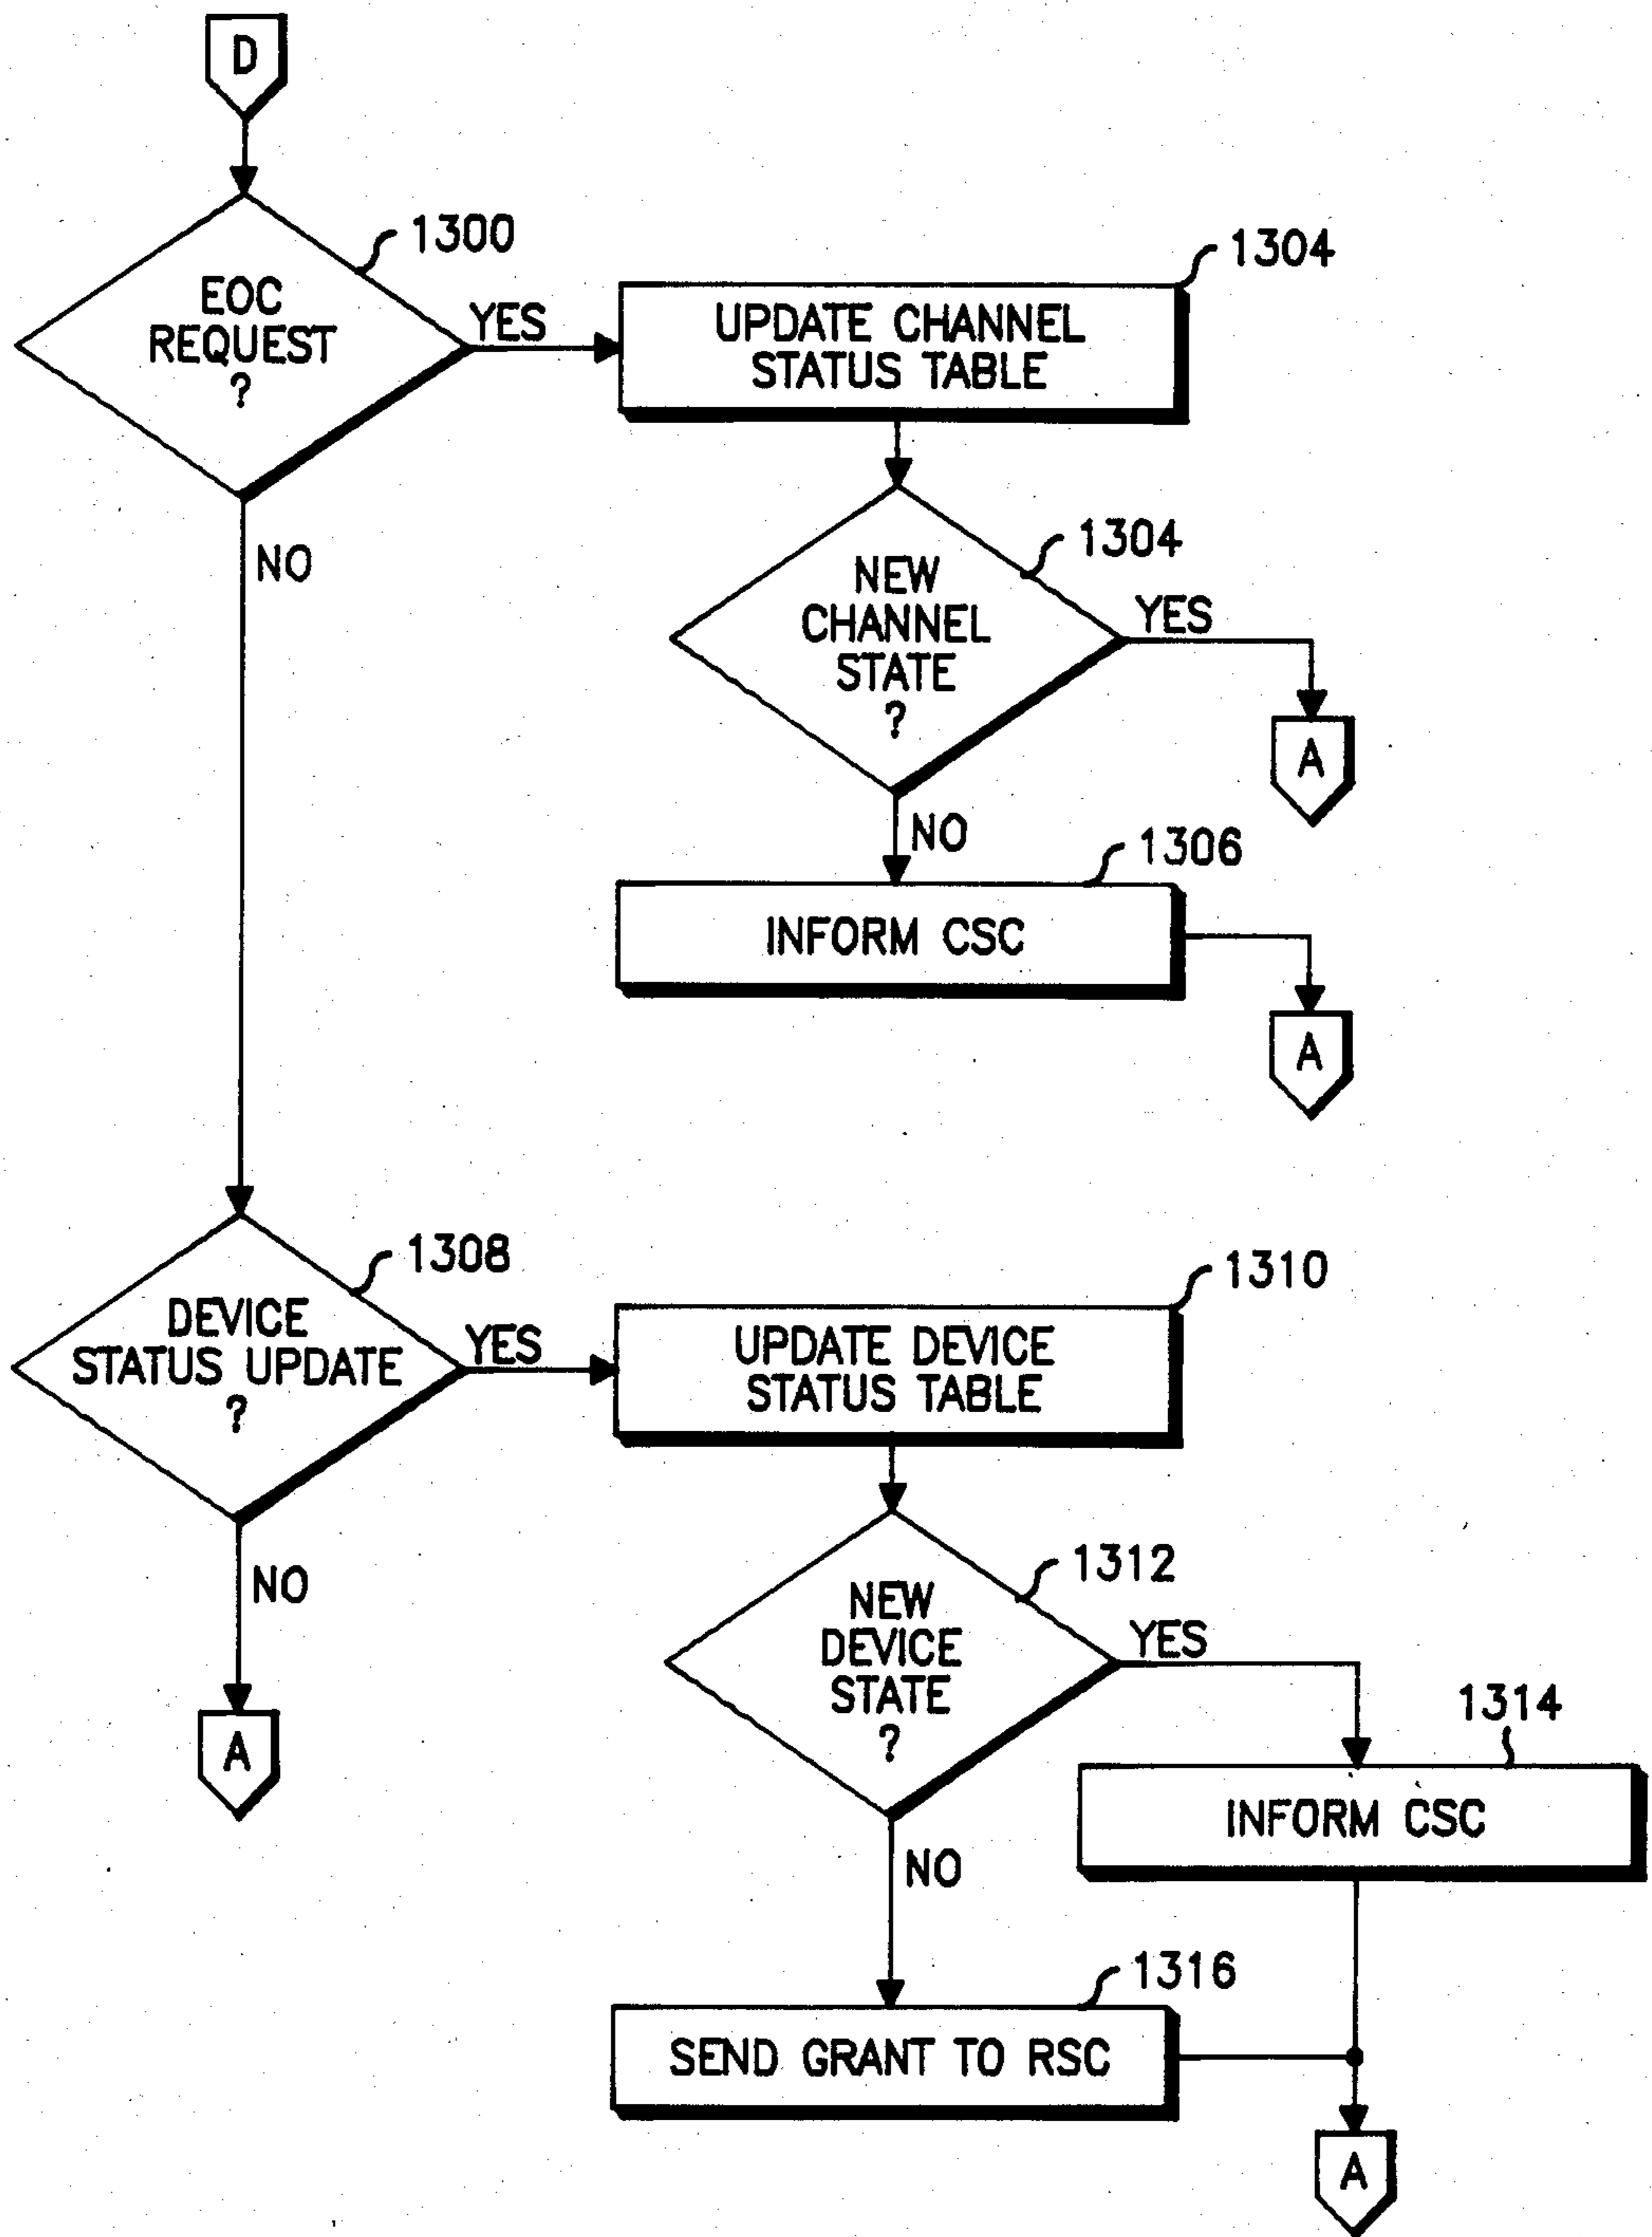 D
1300
EOC
REQUEST
?
YES
NO
1304
UPDATE CHANNEL
STATUS TABLE
1304
NEW
CHANNEL
STATE
?
YES
A
NO
1306
INFORM CSC
A
1308
DEVICE
STATUS UPDATE
?
YES
NO
A
1310
UPDATE DEVICE
STATUS TABLE
1312
NEW
DEVICE
STATE
?
YES
NO
1314
INFORM CSC
1316
SEND GRANT TO RSC
A